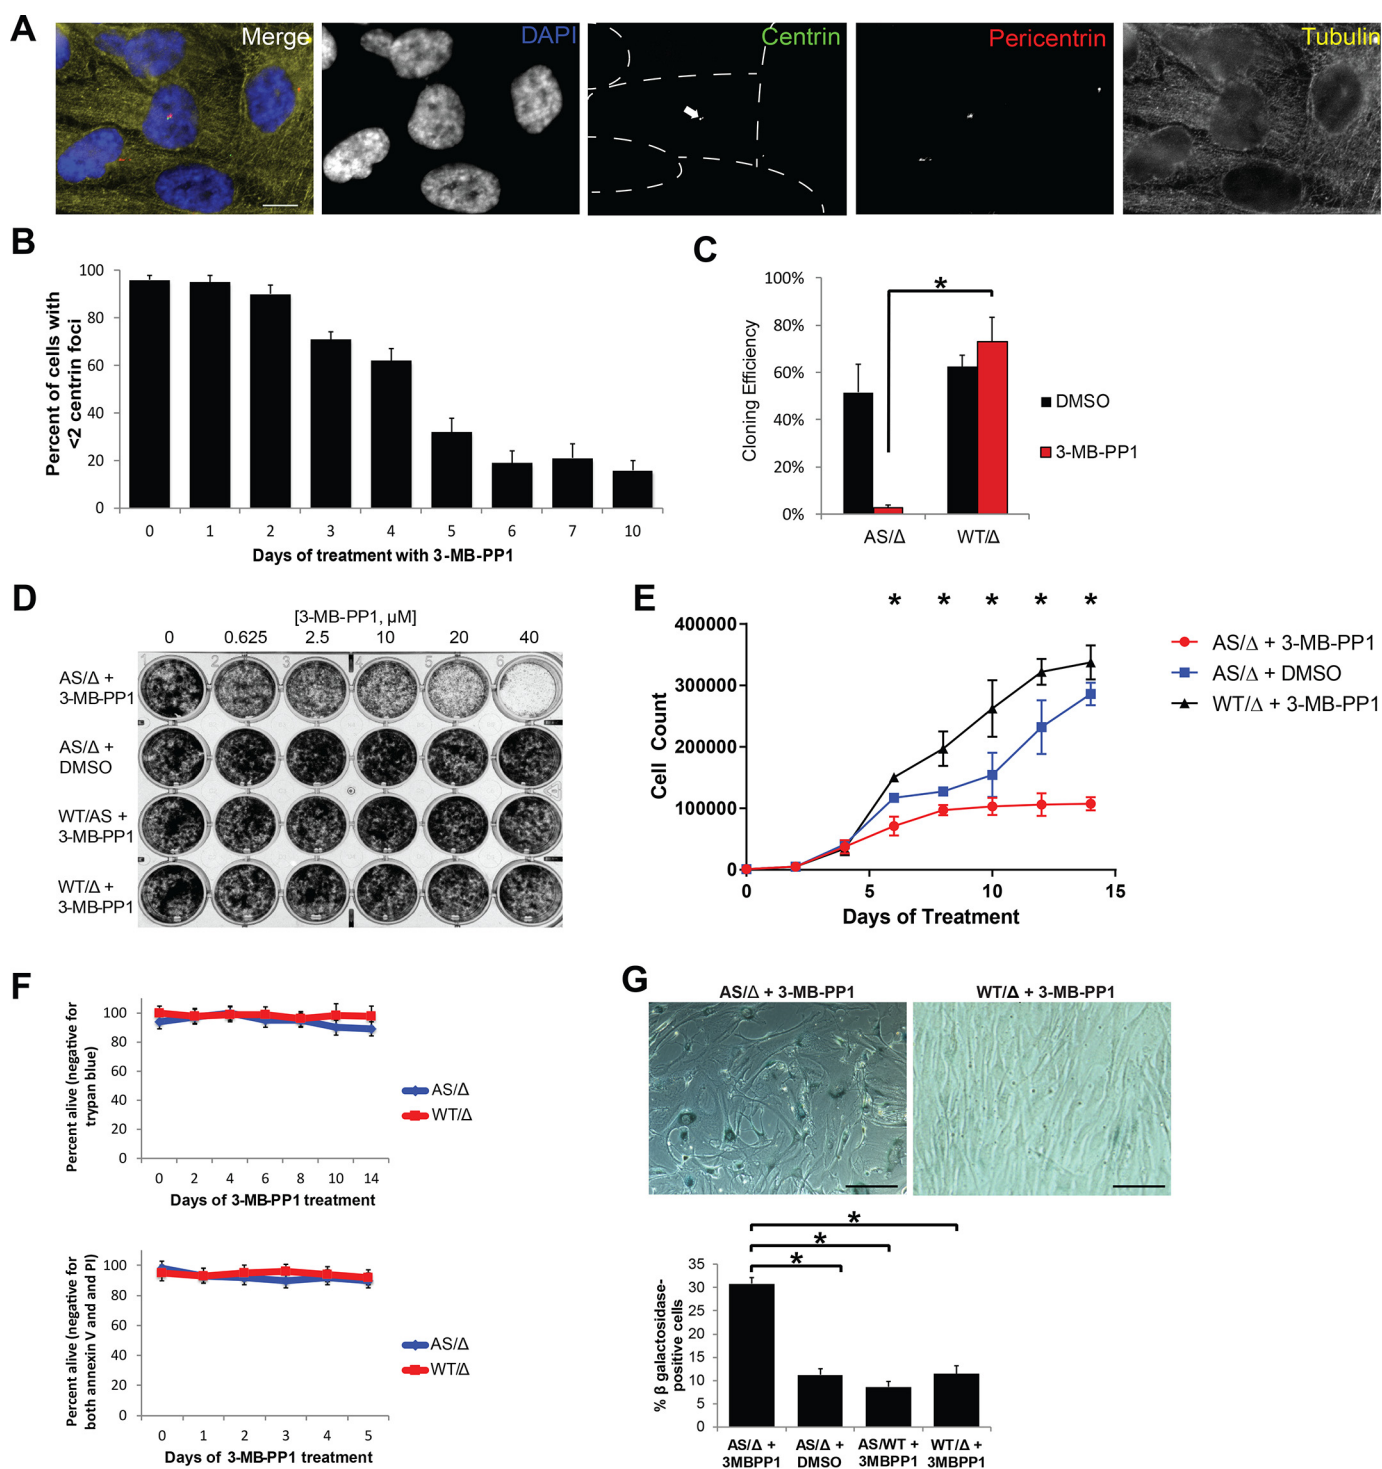 A
Merge
DAPI
Centrin
Pericentrin
Tubulin
B
Percent of cells with
<2 centrin foci
100
80
60
40
20
0
0 1 2 3 4 5 6 7 10
Days of treatment with 3-MB-PP1
C
Cloning Efficiency
100%
80%
60%
40%
20%
0%
*
AS/Δ WT/Δ
DMSO
3-MB-PP1
D
[3-MB-PP1, µM]
0 0.625 2.5 10 20 40
1 2 3 4 5 6
AS/Δ +
3-MB-PP1
AS/Δ +
DMSO
WT/AS +
3-MB-PP1
WT/Δ +
3-MB-PP1
E
* * * * *
Cell Count
400000
300000
200000
100000
0
0 5 10 15
Days of Treatment
AS/Δ + 3-MB-PP1
AS/Δ + DMSO
WT/Δ + 3-MB-PP1
F
Percent alive (negative for
trypan blue)
100
80
60
40
20
0
0 2 4 6 8 10 14
Days of 3-MB-PP1 treatment
AS/Δ
WT/Δ
Percent alive (negative for
both annexin V and and PI)
100
80
60
40
20
0
0 1 2 3 4 5
Days of 3-MB-PP1 treatment
AS/Δ
WT/Δ
G
AS/Δ + 3-MB-PP1
WT/Δ + 3-MB-PP1
*
*
*
% β galactosidase-
positive cells
35
30
25
20
15
10
5
0
AS/Δ +
3MBPP1
AS/Δ +
DMSO
AS/WT +
3MBPP1
WT/Δ +
3MBPP1